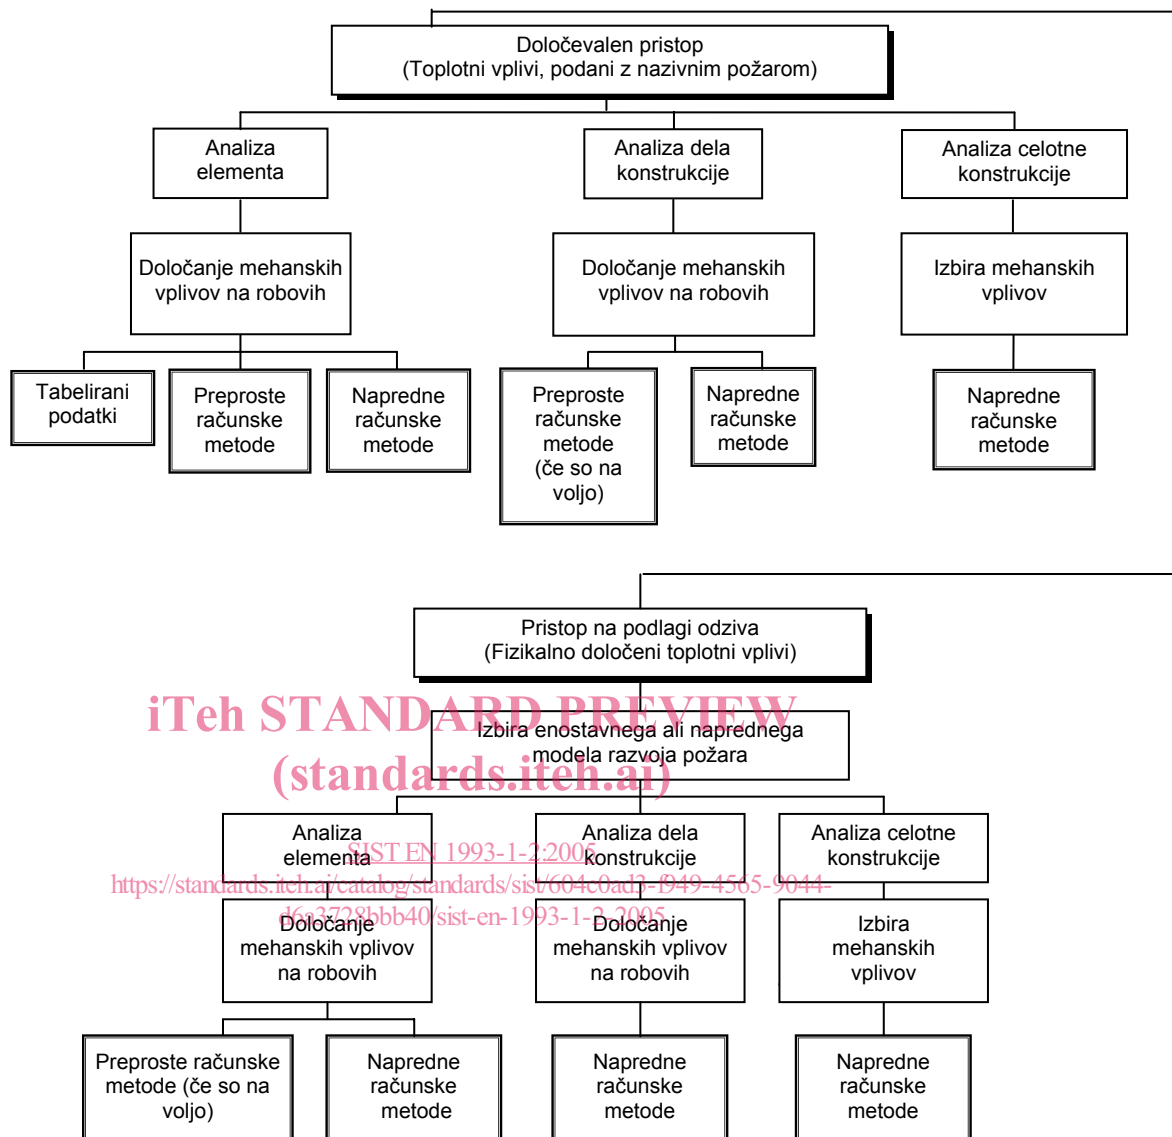 Določevalen pristop
(Toplotni vplivi, podani z nazivnim požarom)
Analiza
elementa
Analiza dela
konstrukcije
Analiza celotne
konstrukcije
Določanje mehanskih
vplivov na robovih
Določanje mehanskih
vplivov na robovih
Izbira mehanskih
vplivov
Tabelirani
podatki
Preproste
računske
metode
Napredne
računske
metode
Preproste
računske
metode
(če so na
voljo)
Napredne
računske
metode
Napredne
računske
metode
Pristop na podlagi odziva
(Fizikalno določeni toplotni vplivi)
iTeh STANDARD PREVIEW
(standards.iteh.ai)
Izbira enostavnega ali naprednega
modela razvoja požara
Analiza
elementa
Analiza dela
konstrukcije
Analiza celotne
konstrukcije
SIST EN 1993-1-2:2005
https://standards.iteh.ai/catalog/standards/sist/604c0ad3-f949-4565-9044-
d6a3728bbb40/sist-en-1993-1-2-2005
Določanje
mehanskih vplivov
na robovih
Določanje
mehanskih vplivov
na robovih
Izbira
mehanskih
vplivov
Preproste računske
metode (če so na
voljo)
Napredne
računske
metode
Napredne
računske
metode
Napredne
računske
metode